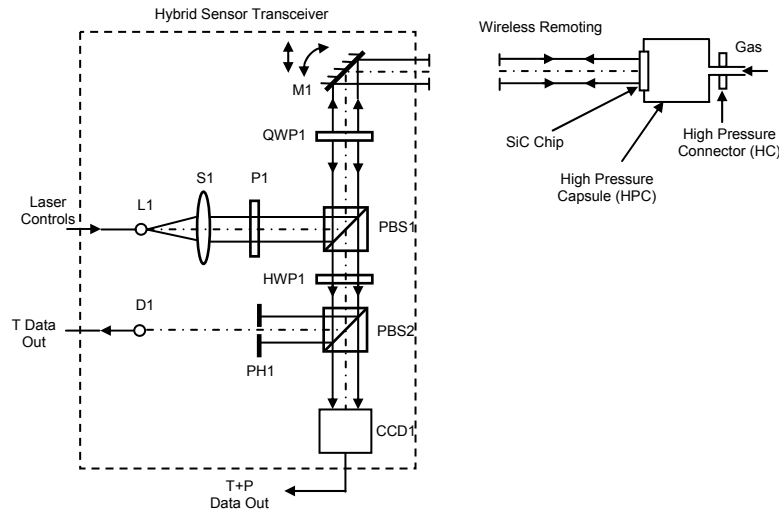 Hybrid Sensor Transceiver
Wireless Remoting
Gas
M1
QWP1
SiC Chip
High Pressure
Connector (HC)
High Pressure
Capsule (HPC)
Laser
Controls
L1
S1
P1
PBS1
HWP1
T Data
Out
D1
PH1
PBS2
CCD1
T+P
Data Out